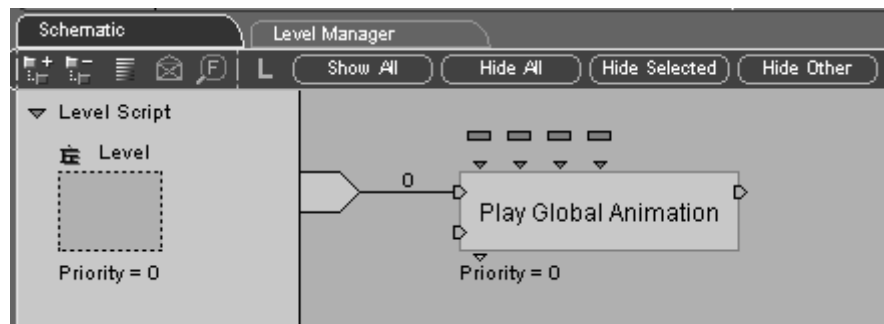 Schematic
Level Manager
F
L
Show All
Hide All
Hide Selected
Hide Other
Level Script
Level
0
Play Global Animation
Priority = 0
Priority = 0